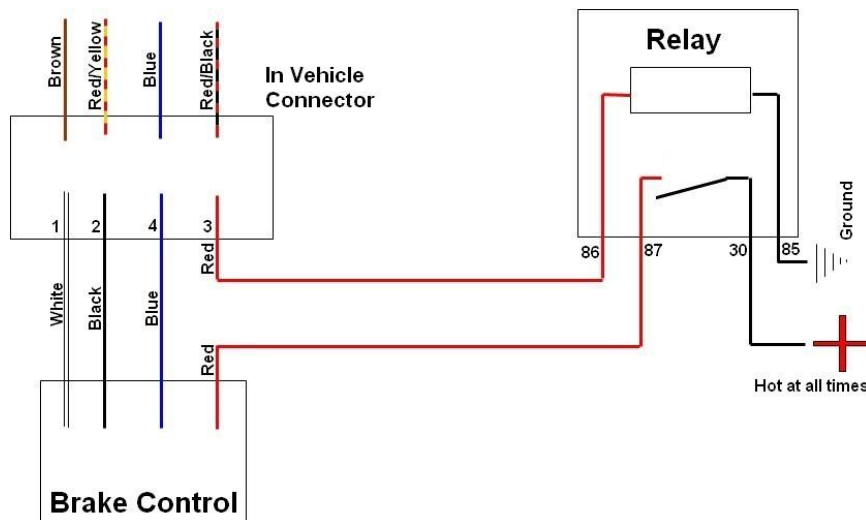 Brown
Red/Yellow
Blue
Red/Black
In Vehicle
Connector
Relay
1
2
4
3
86
87
30
85
Ground
White
Black
Blue
Red
Red
Hot at all times
Brake Control